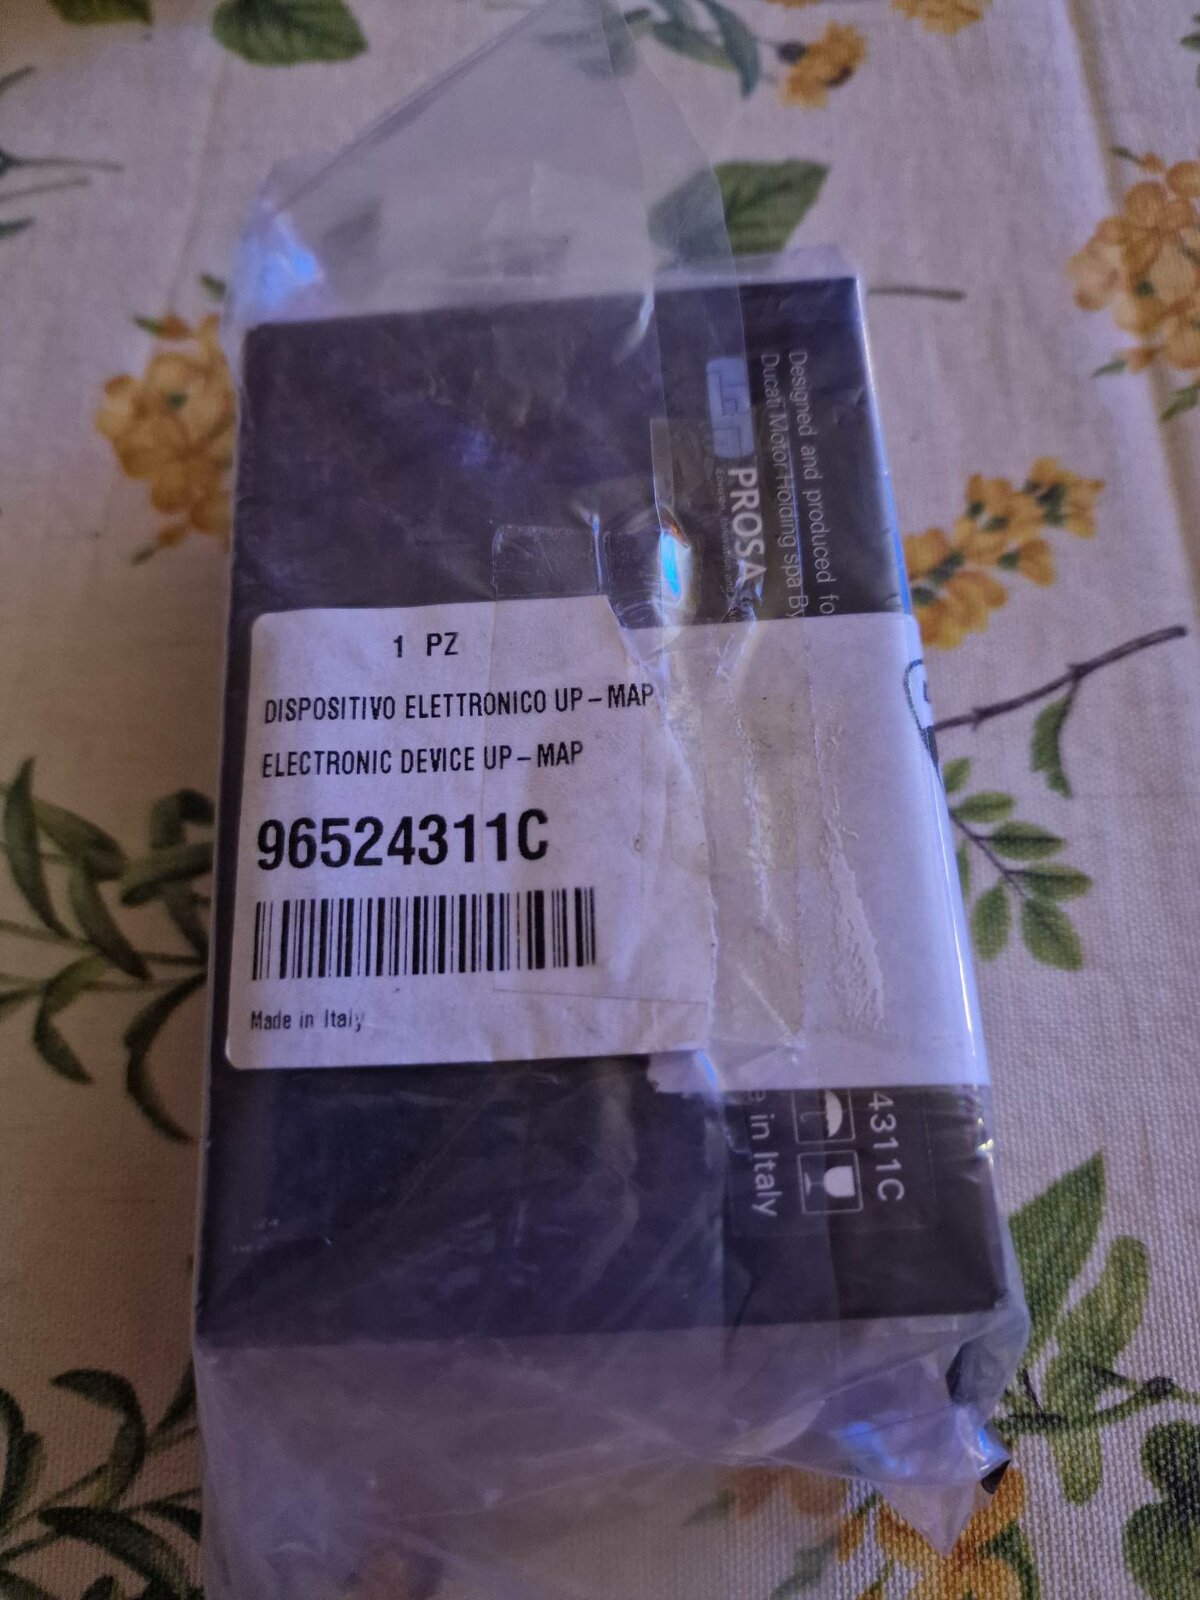 1 PZ
DISPOSITIVO ELETTRONICO UP-MAP
ELECTRONIC DEVICE UP-MAP
96524311C
Made in Italy
Designed and produced fo
Ducati Motor Holding spa By
PROSA
4311C
e in Italy